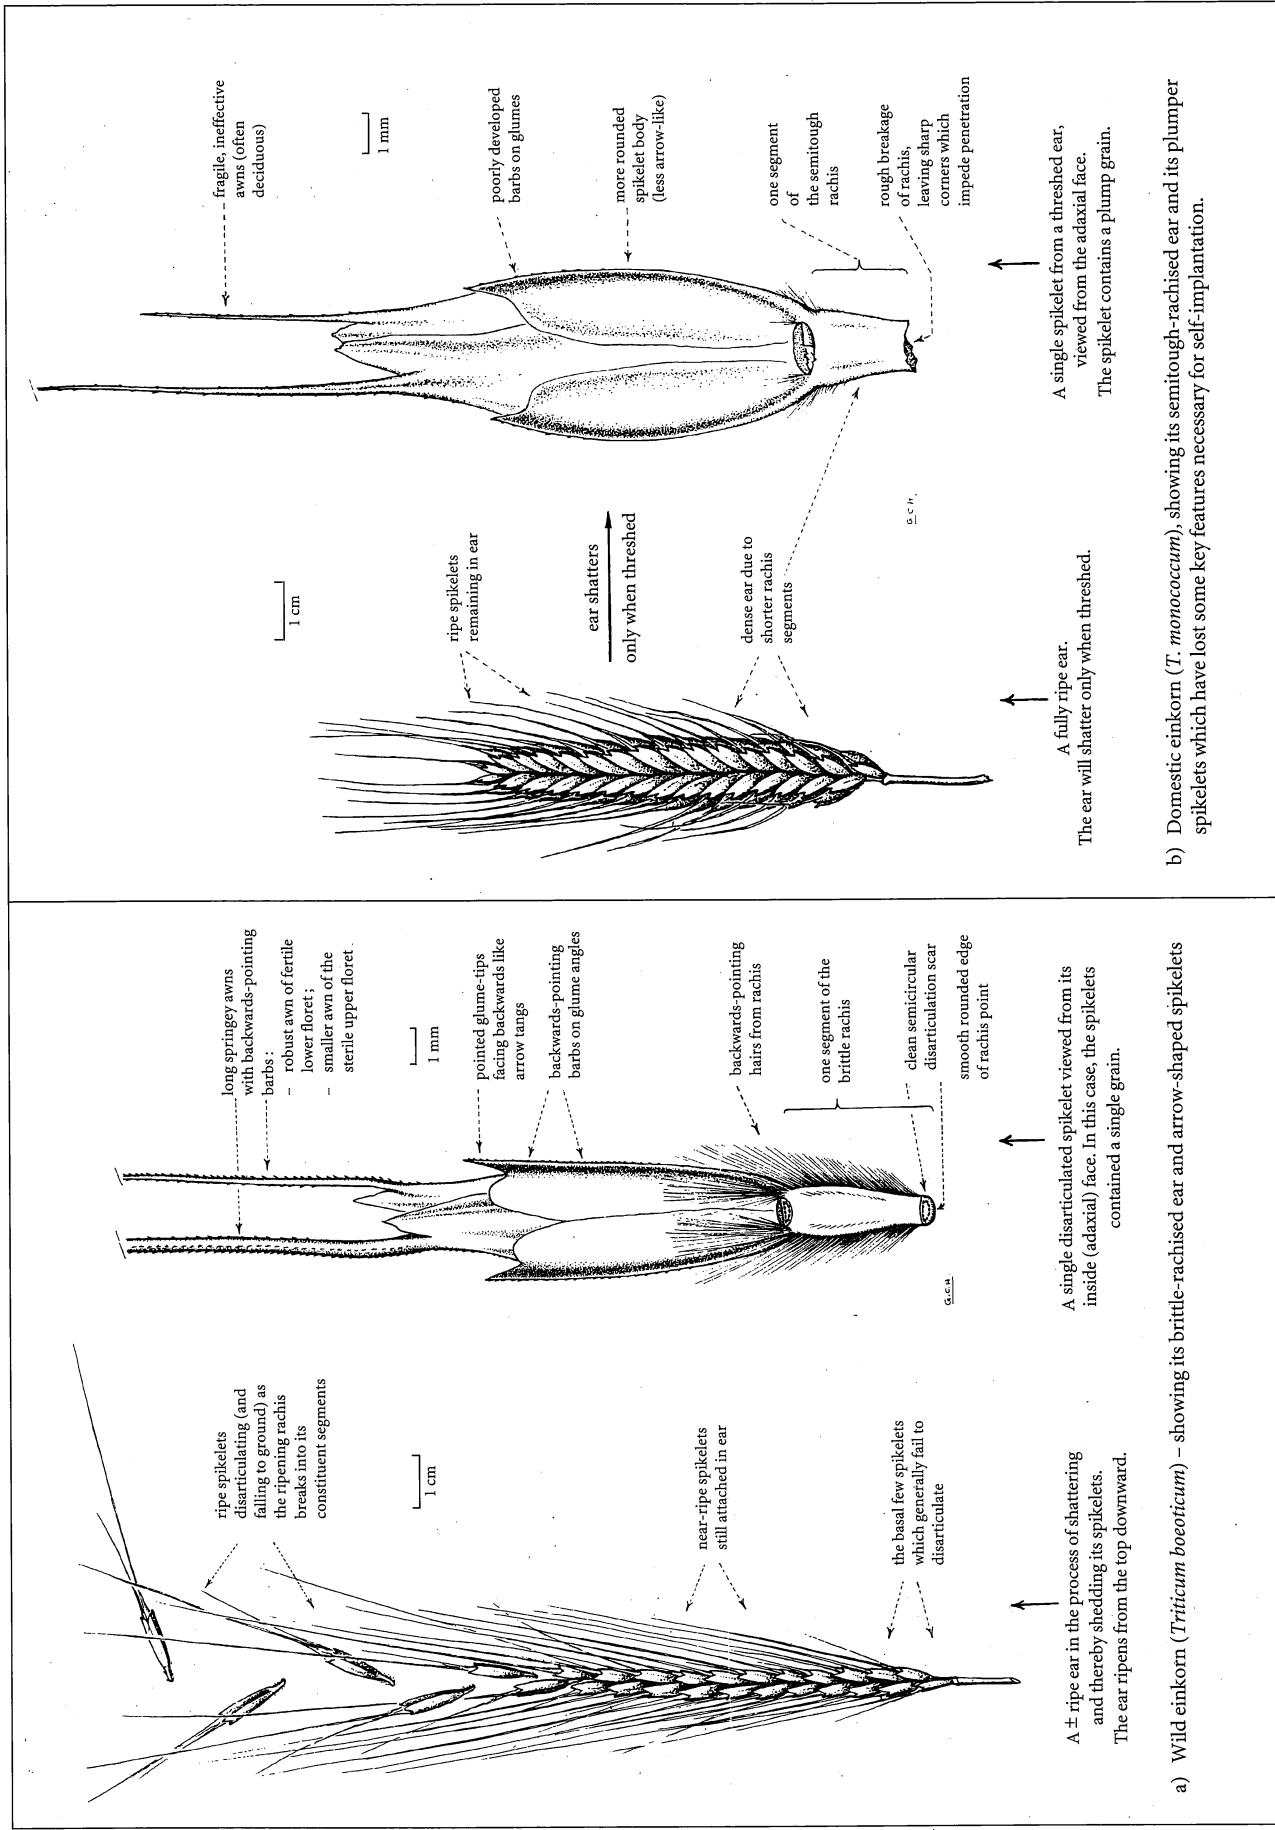 ripe spikelets
disarticulating (and
falling to ground) as
the ripening rachis
breaks into its
constituent segments
1 cm
near-ripe spikelets
still attached in ear
the basal few spikelets
which generally fail to
disarticulate
A ± ripe ear in the process of shattering
and thereby shedding its spikelets.
The ear ripens from the top downward.
long springey awns
with backwards-pointing
barbs:
– robust awn of fertile
lower floret;
– smaller awn of the
sterile upper floret.
1 mm
pointed glume-tips
facing backwards like
arrow tangs
backwards-pointing
barbs on glume angles
backwards-pointing
hairs from rachis
one segment of the
brittle rachis
clean semicircular
disarticulation scar
smooth rounded edge
of rachis point
G.C.H.
A single disarticulated spikelet viewed from its
inside (adaxial) face. In this case, the spikelets
contained a single grain.
a) Wild einkorn (Triticum boeoticum) – showing its brittle-rachised ear and arrow-shaped spikelets
1 cm
ripe spikelets
remaining in ear
ear shatters
only when threshed
dense ear due to
shorter rachis
segments
A fully ripe ear.
The ear will shatter only when threshed.
fragile, ineffective
awns (often
deciduous)
1 mm
poorly developed
barbs on glumes
more rounded
spikelet body
(less arrow-like)
one segment
of
the semitough
rachis
rough breakage
of rachis,
leaving sharp
corners which
impede penetration
G.C.H.
A single spikelet from a threshed ear,
viewed from the adaxial face.
The spikelet contains a plump grain.
b) Domestic einkorn (T. monococcum), showing its semitough-rachised ear and its plumper
spikelets which have lost some key features necessary for self-implantation.